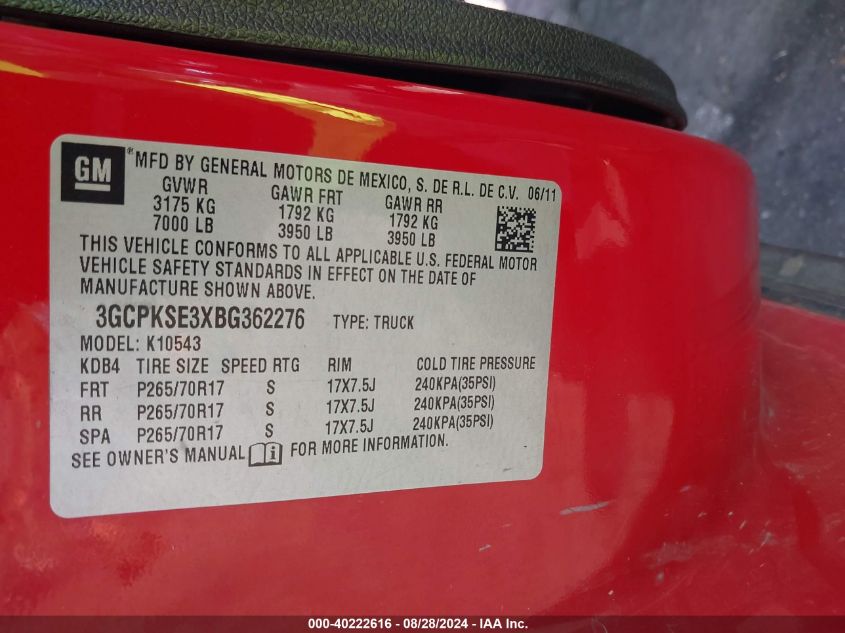 GM
®MFD BY GENERAL MOTORS DE MEXICO, S. DE R.L. DE C.V. 06/11
GVWR GAWR FRT GAWR RR
3175 KG 1792 KG 1792 KG
7000 LB 3950 LB 3950 LB
THIS VEHICLE CONFORMS TO ALL APPLICABLE U.S. FEDERAL MOTOR
VEHICLE SAFETY STANDARDS IN EFFECT ON THE DATE OF
MANUFACTURE SHOWN ABOVE.
3GCPKSE3XBG362276 TYPE: TRUCK
MODEL: K10543
KDB4 TIRE SIZE SPEED RTG RIM COLD TIRE PRESSURE
FRT P265/70R17 S 17X7.5J 240KPA(35PSI)
RR P265/70R17 S 17X7.5J 240KPA(35PSI)
SPA P265/70R17 S 17X7.5J 240KPA(35PSI)
SEE OWNER'S MANUAL i FOR MORE INFORMATION.
000-40222616 - 08/28/2024 - IAA Inc.